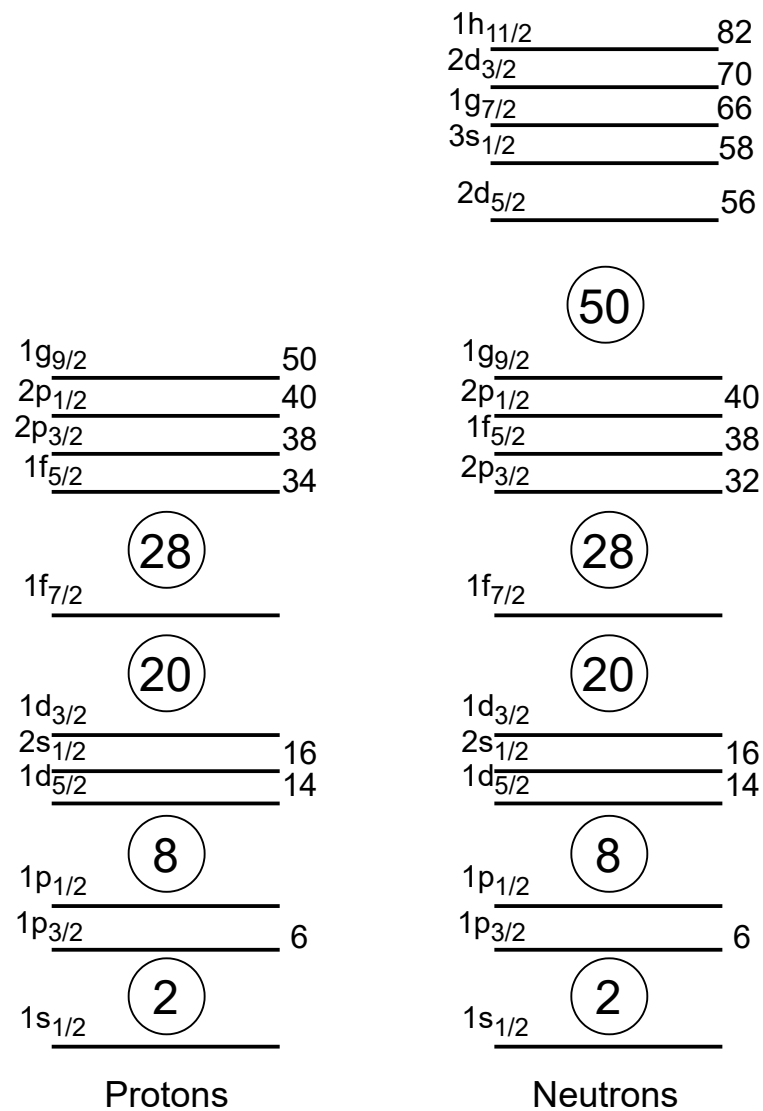 1h11/2 82
2d3/2 70
1g7/2 66
3s1/2 58
2d5/2 56
50
1g9/2 50
2p1/2 40
2p3/2 38
1f5/2 34
28
1f7/2
20
1d3/2
2s1/2 16
1d5/2 14
8
1p1/2
1p3/2 6
2
1s1/2
Protons
1g9/2
2p1/2 40
1f5/2 38
2p3/2 32
28
1f7/2
20
1d3/2
2s1/2 16
1d5/2 14
8
1p1/2
1p3/2 6
2
1s1/2
Neutrons